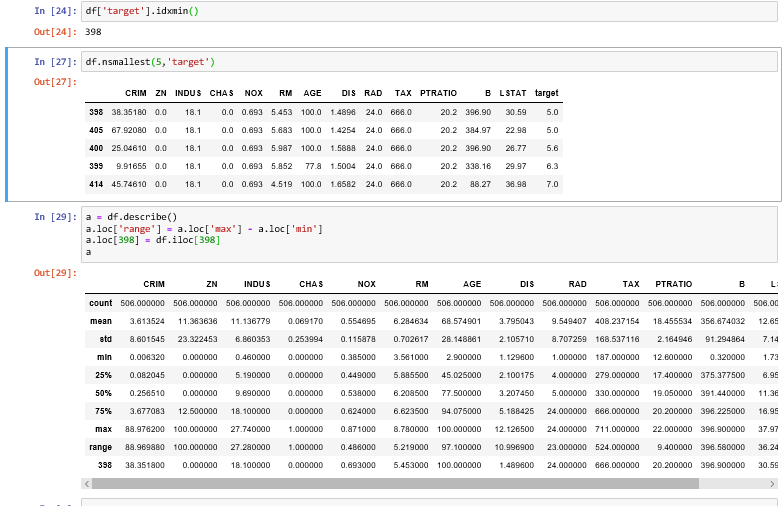 In [24]: df['target'].idxmin()
Out[24]: 398
In [27]: df.nsmallest(5,'target')
Out[27]:
CRIM ZN INDUS CHAS NOX RM AGE DIS RAD TAX PTRATIO B LSTAT target
398 38.35180 0.0 18.1 0.0 0.693 5.453 100.0 1.4896 24.0 666.0 20.2 396.90 30.59 5.0
405 67.92080 0.0 18.1 0.0 0.693 5.683 100.0 1.4254 24.0 666.0 20.2 384.97 22.98 5.0
400 25.04610 0.0 18.1 0.0 0.693 5.987 100.0 1.5888 24.0 666.0 20.2 396.90 26.77 5.6
399 9.91655 0.0 18.1 0.0 0.693 5.852 77.8 1.5004 24.0 666.0 20.2 338.16 29.97 6.3
414 45.74610 0.0 18.1 0.0 0.693 4.519 100.0 1.6582 24.0 666.0 20.2 88.27 36.98 7.0
In [29]: a = df.describe()
a.loc['range'] = a.loc['max'] - a.loc['min']
a.loc[398] = df.iloc[398]
a
Out[29]:
CRIM ZN INDUS CHAS NOX RM AGE DIS RAD TAX PTRATIO B L
count 506.000000 506.000000 506.000000 506.000000 506.000000 506.000000 506.000000 506.000000 506.000000 506.000000 506.000000 506.000000 506.00
mean 3.613524 11.363636 11.136779 0.069170 0.554695 6.284634 68.574901 3.795043 9.549407 408.237154 18.455534 356.674032 12.65
std 8.601545 23.322453 6.860353 0.253994 0.115878 0.702617 28.148861 2.105710 8.707259 168.537116 2.164946 91.294864 7.14
min 0.006320 0.000000 0.460000 0.000000 0.385000 3.561000 2.900000 1.129600 1.000000 187.000000 12.600000 0.320000 1.73
25% 0.082045 0.000000 5.190000 0.000000 0.449000 5.885500 45.025000 2.100175 4.000000 279.000000 17.400000 375.377500 6.95
50% 0.256510 0.000000 9.690000 0.000000 0.538000 6.208500 77.500000 3.207450 5.000000 330.000000 19.050000 391.440000 11.36
75% 3.677083 12.500000 18.100000 0.000000 0.624000 6.623500 94.075000 5.188425 24.000000 666.000000 20.200000 396.225000 16.95
max 88.976200 100.000000 27.740000 1.000000 0.871000 8.780000 100.000000 12.126500 24.000000 711.000000 22.000000 396.900000 37.97
range 88.969880 100.000000 27.280000 1.000000 0.486000 5.219000 97.100000 10.996900 23.000000 524.000000 9.400000 396.580000 36.24
398 38.351800 0.000000 18.100000 0.000000 0.693000 5.453000 100.000000 1.489600 24.000000 666.000000 20.200000 396.900000 30.59